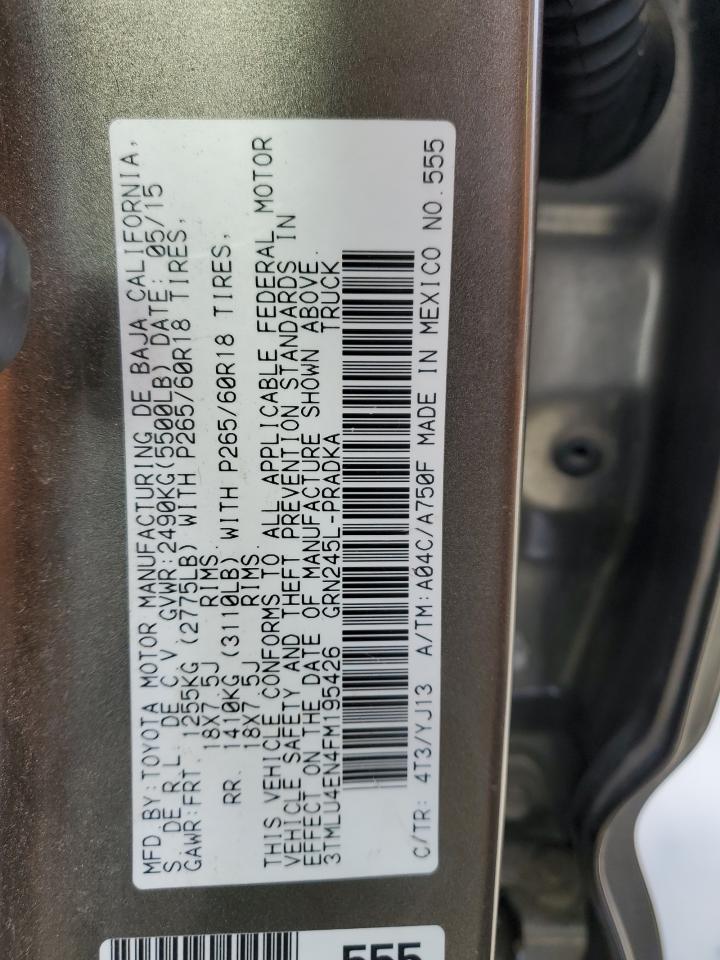 MFD.BY:TOYOTA MOTOR MANUFACTURING DE BAJA CALIFORNIA,
S. DE R.L. DE C.V. GVWR:2490KG(5500LB) DATE: 05/15
GAWR:FRT. 1255KG (2775LB) WITH P265/60R18 TIRES,
18X7.5J RIMS.
RR. 1410KG (3110LB) WITH P265/60R18 TIRES,
18X7.5J RIMS.
THIS VEHICLE CONFORMS TO ALL APPLICABLE FEDERAL MOTOR
VEHICLE SAFETY AND THEFT PREVENTION STANDARDS IN
EFFECT ON THE DATE OF MANUFACTURE SHOWN ABOVE.
3TMLU4EN4FM195426 GRN245L-PRADKA TRUCK
C/TR: 4T3/YJ13 A/TM:A04C/A750F MADE IN MEXICO NO.555
555